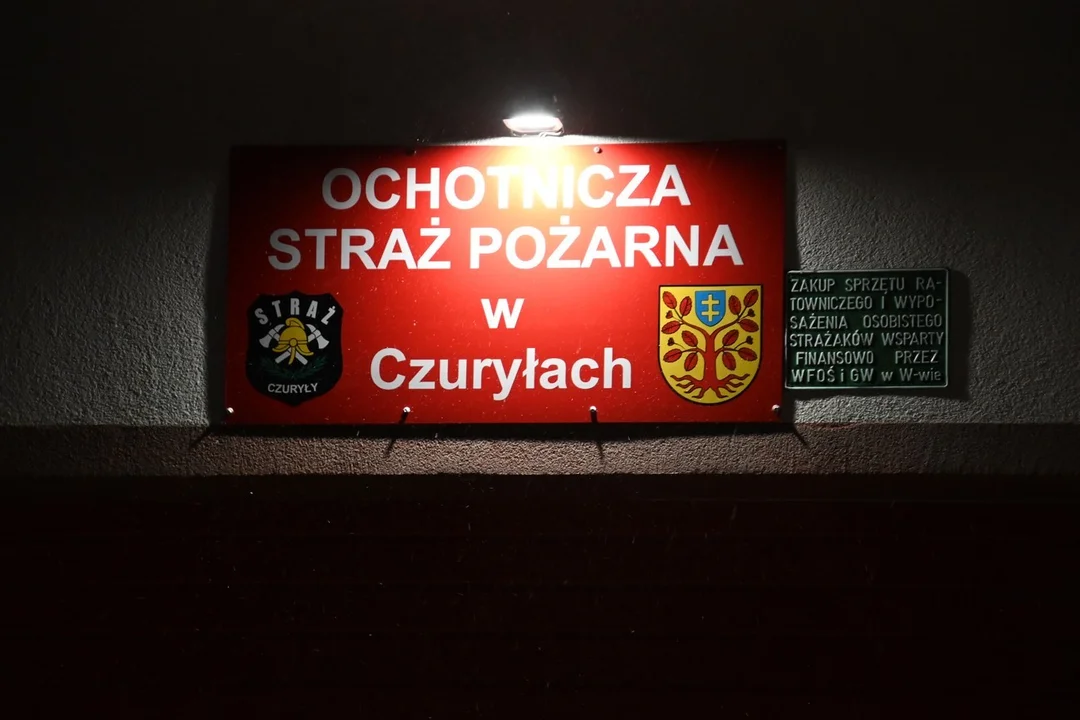 OCHOTNICZA
STRAŻ POŻARNA
w
Czuryłach
STRAŻ
CZURYŁY
ZAKUP SPRZĘTU RA-
TOWNICZEGO I WYPO-
SAŻENIA OSOBISTEGO
STRAŻAKÓW WSPARTY
FINANSOWO PRZEZ
WFOŚ i GW w W-wie